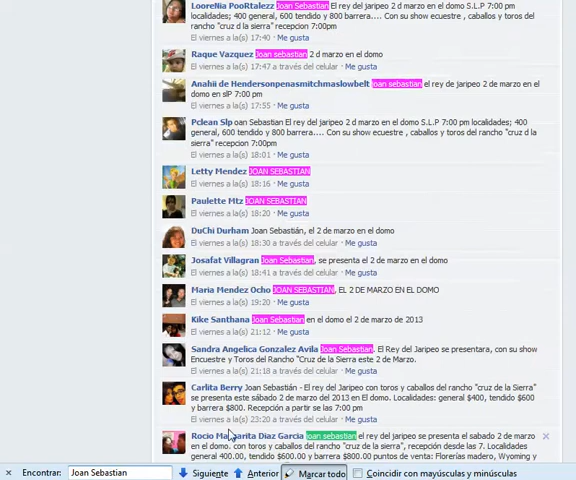 LooreNia PooRtalezz Joan Sebastian El rey del jaripeo 2 de marzo en el domo S.L.P 7:00 pm
localidades; 400 general, 600 tendido y 800 barrera.... Con su show ecuestre , caballos y toros del
rancho "cruz d la sierra" recepcion 7:00pm
El viernes a la(s) 17:40 · Me gusta
Raque Vazquez Joan Sebastian 2 d marzo en el domo
El viernes a la(s) 17:47 a través del celular · Me gusta
Anahii de Hendersonpenasmitchmaslowbelt joan sebastian el rey de jaripeo 2 de marzo en el
domo en slP 7:00 pm
El viernes a la(s) 17:55 · Me gusta
Pclean Slp oan Sebastian El rey del jaripeo 2 de marzo en el domo S.L.P 7:00 pm localidades; 400
general, 600 tendido y 800 barrera.... Con su show ecuestre , caballos y toros del rancho "cruz d la
sierra" recepcion 7:00pm
El viernes a la(s) 18:01 · Me gusta
Letty Mendez JOAN SEBASTIAN
El viernes a la(s) 18:16 · Me gusta
Paulette Mtz JOAN SEBASTIAN
El viernes a la(s) 18:20 · Me gusta
DuChi Durham Joan Sebastián, el 2 de marzo en el domo
El viernes a la(s) 18:30 a través del celular · Me gusta
Josafat Villagran Joan Sebastian, se presenta el 2 de marzo en el domo
El viernes a la(s) 18:41 a través del celular · Me gusta
Maria Mendez Ocho JOAN SEBASTIAN. EL 2 DE MARZO EN EL DOMO
El viernes a la(s) 19:20 · Me gusta
Kike Santhana Joan Sebastian en el domo el 2 de marzo de 2013
El viernes a la(s) 21:12 · Me gusta
Sandra Angelica Gonzalez Avila Joan Sebastian. El Rey del Jaripeo se presentara, con su show
Encuestre y Toros del Rancho "Cruz de la Sierra este 2 de Marzo.
El viernes a la(s) 21:18 a través del celular · Me gusta
Carlita Berry Joan Sebastián - El rey del jaripeo con toros y caballos del rancho "cruz de la sierra"
se presenta este sábado 2 de marzo del 2013 en el domo. Localidades: general $400, tendido $600
y barrera $800. Recepción a partir se las 7:00 pm
El viernes a la(s) 23:20 a través del celular · Me gusta
Rocio Margarita Diaz Garcia joan sebastian el rey del jaripeo se presenta el sabado 2 de marzo
en el domo. con toros y caballos del rancho "cruz de la sierra", recepción desde las 7. Localidades
general 400.00, tendido $600.00 y barrera $800.00 puntos de venta: Florerías madero, Wyoming y
Encontrar: Joan Sebastian Siguiente Anterior Marcar todo Coincidir con mayúsculas y minúsculas